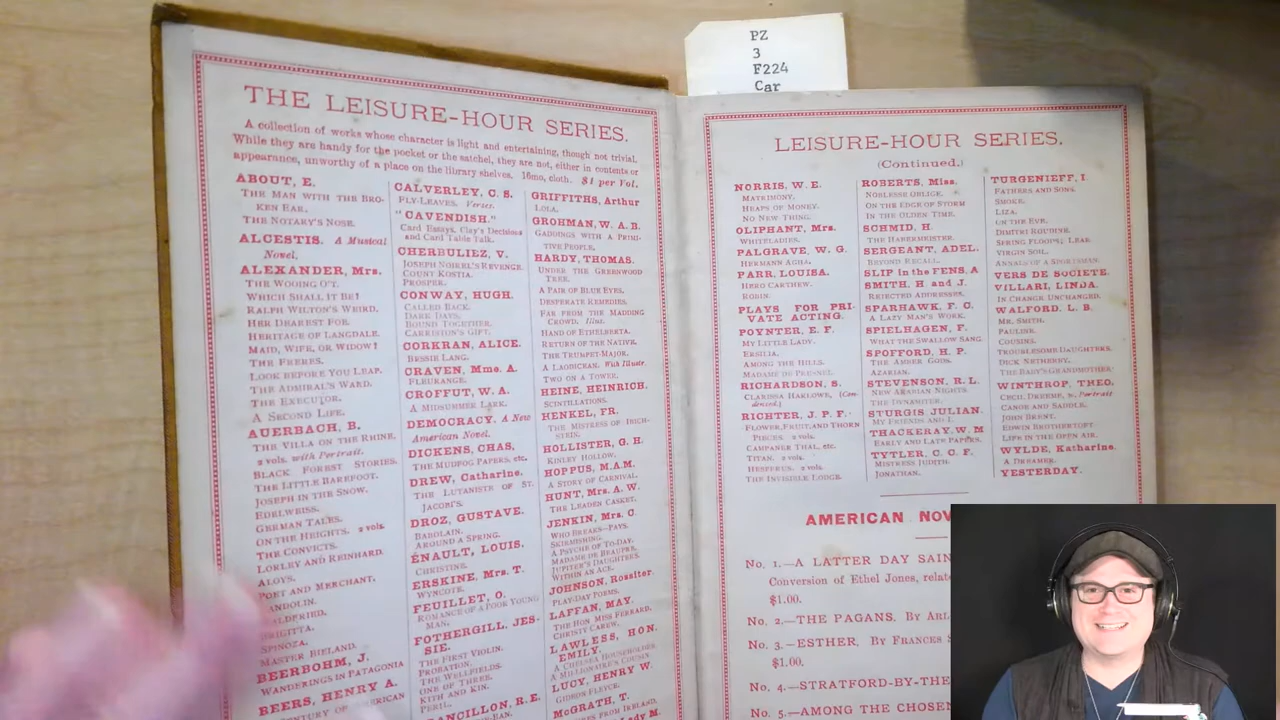 PZ
3
F224
Car
THE LEISURE-HOUR SERIES.
A collection of works whose character is light and entertaining, though not trivial.
While they are handy for the pocket or the satchel, they are not, either in contents or
appearance, unworthy of a place on the library shelves. 16mo, cloth. $1 per Vol.
ABOUT, E.
THE MAN WITH THE BRO-
KEN EAR.
THE NOTARY'S NOSE.
ALCESTIS. A Musical
Novel.
ALEXANDER, Mrs.
THE WOOING O'T.
WHICH SHALL IT BE?
RALPH WILTON'S WEIRD.
HER DEAREST FOE.
HERITAGE OF LANGDALE.
MAID, WIFE, OR WIDOW?
THE FRERES.
LOOK BEFORE YOU LEAP.
THE ADMIRAL'S WARD.
THE EXECUTOR.
A SECOND LIFE.
AUERBACH, B.
THE VILLA ON THE RHINE,
2 vols. with Portrait.
BLACK FOREST STORIES.
THE LITTLE BAREFOOT.
JOSEPH IN THE SNOW.
EDELWEISS.
GERMAN TALES.
ON THE HEIGHTS. 2 vols.
THE CONVICTS.
LORLEY AND REINHARD.
ALOYS.
POET AND MERCHANT.
LANDOLIN.
WALDFRIED.
BRIGITTA.
SPINOZA.
MASTER BIELAND.
BEERBOHM, J.
WANDERINGS IN PATAGONIA
BEERS, HENRY A.
CENTURY OF AMERICAN
CALVERLEY, C. S.
FLY-LEAVES. Verses.
"CAVENDISH."
Card Essays, Clay's Decisions
and Card Table Talk.
CHERBULIEZ, V.
JOSEPH NOIREL'S REVENGE.
COUNT KOSTIA.
PROSPER.
CONWAY, HUGH.
CALLED BACK.
DARK DAYS.
BOUND TOGETHER.
CARRISTON'S GIFT.
CORKRAN, ALICE.
BESSIE LANG.
CRAVEN, Mme. A.
FLEURANGE.
CROFFUT, W. A.
A MIDSUMMER LARK.
DEMOCRACY. A New
American Novel.
DICKENS, CHAS.
THE MUDFOG PAPERS, etc.
DREW, Catharine.
THE LUTANISTE OF ST.
JACOBI'S.
DROZ, GUSTAVE.
BABOLAIN.
AROUND A SPRING.
ÉNAULT, LOUIS.
CHRISTINE.
ERSKINE, Mrs. T.
WYNCOTE.
FEUILLET, O.
ROMANCE OF A POOR YOUNG
MAN.
FOTHERGILL, JES-
SIE.
THE FIRST VIOLIN.
PROBATION.
THE WELLFIELDS.
ONE OF THREE.
KITH AND KIN.
PERIL.
FRANCILLON, R.E.
GRIFFITHS, Arthur
LOLA.
GROHMAN, W. A. B.
GADDINGS WITH A PRIMI-
TIVE PEOPLE.
HARDY, THOMAS.
UNDER THE GREENWOOD
TREE.
A PAIR OF BLUE EYES.
DESPERATE REMEDIES.
FAR FROM THE MADDING
CROWD. Illus.
HAND OF ETHELBERTA.
RETURN OF THE NATIVE.
THE TRUMPET-MAJOR.
A LAODICEAN. With Illustr.
TWO ON A TOWER.
HEINE, HEINRICH.
SCINTILLATIONS.
HENKEL, FR.
THE MISTRESS OF IBICH-
STEIN.
HOLLISTER, G. H.
KINLEY HOLLOW.
HOPPUS, M.A.M.
A STORY OF CARNIVAL.
HUNT, Mrs. A. W.
THE LEADEN CASKET.
JENKIN, Mrs. C.
WHO BREAKS—PAYS.
SKIRMISHING.
A PSYCHE OF TO-DAY.
MADAME DE BEAUPRE.
JUPITER'S DAUGHTERS.
WITHIN AN ACE.
JOHNSON, Rossiter.
PLAY-DAY POEMS.
LAFFAN, MAY.
THE HON. MISS FERRARD.
CHRISTY CAREW.
LAWLESS, HON.
EMILY.
A CHELSEA HOUSEHOLDER.
A MILLIONAIRE'S COUSIN.
LUCY, HENRY W.
GIDEON FLEYCE.
McGRATH, T.
FROM IRELAND.
Lady M.
LEISURE-HOUR SERIES.
(Continued.)
NORRIS, W. E.
MATRIMONY.
HEAPS OF MONEY.
NO NEW THING.
OLIPHANT, Mrs.
WHITELADIES.
PALGRAVE, W. G.
HERMANN AGHA.
PARR, LOUISA.
HERO CARTHEW.
ROBIN.
PLAYS FOR PRI-
VATE ACTING.
POYNTER, E. F.
MY LITTLE LADY.
ERSILIA.
AMONG THE HILLS.
MADAME DE PRESNEL.
RICHARDSON, S.
CLARISSA HARLOWE, (Con-
densed.)
RICHTER, J. P. F.
FLOWER, FRUIT, AND THORN
PIECES. 2 vols.
CAMPANER THAL, etc.
TITAN. 2 vols.
HESPERUS. 2 vols.
THE INVISIBLE LODGE.
ROBERTS, Miss.
NOBLESSE OBLIGE.
ON THE EDGE OF STORM
IN THE OLDEN TIME.
SCHMID, H.
THE HABERMEISTER.
SERGEANT, ADEL.
BEYOND RECALL.
SLIP in the FENS, A
SMITH, H. and J.
REJECTED ADDRESSES.
SPARHAWK, F. C.
A LAZY MAN'S WORK.
SPIELHAGEN, F.
WHAT THE SWALLOW SANG.
SPOFFORD, H. P.
THE AMBER GODS.
AZARIAN.
STEVENSON, R.L.
NEW ARABIAN NIGHTS.
THE DYNAMITER.
STURGIS, JULIAN.
MY FRIENDS AND I.
THACKERAY, W. M
EARLY AND LATE PAPERS.
TYTLER, C. C. F.
MISTRESS JUDITH.
JONATHAN.
TURGENIEFF, I.
FATHERS AND SONS.
SMOKE.
LIZA.
ON THE EVE.
DIMITRI ROUDINE.
SPRING FLOODS; LEAR.
VIRGIN SOIL.
ANNALS OF A SPORTSMAN.
VERS DE SOCIETE.
VILLARI, LINDA.
IN CHANGE UNCHANGED.
WALFORD, L. B.
MR. SMITH.
PAULINE.
COUSINS.
TROUBLESOME DAUGHTERS.
DICK NETHERBY.
THE BABY'S GRANDMOTHER.
WINTHROP, THEO.
CECIL DREEME, w. Portrait
CANOE AND SADDLE.
JOHN BRENT.
EDWIN BROTHERTOFT.
LIFE IN THE OPEN AIR.
WYLDE, Katharine.
A DREAMER.
YESTERDAY.
AMERICAN NOV
No. 1.—A LATTER DAY SAIN
Conversion of Ethel Jones, relate
$1.00.
No. 2.—THE PAGANS. By ARL
No. 3.—ESTHER, By FRANCES S
$1.00.
No. 4.—STRATFORD-BY-THE
No. 5.—AMONG THE CHOSEN